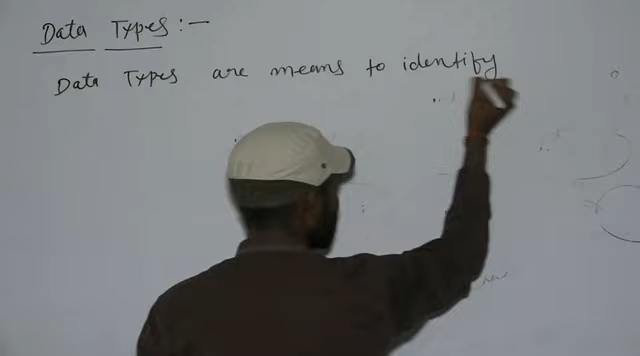 Data Types :-
Data Types are means to identify